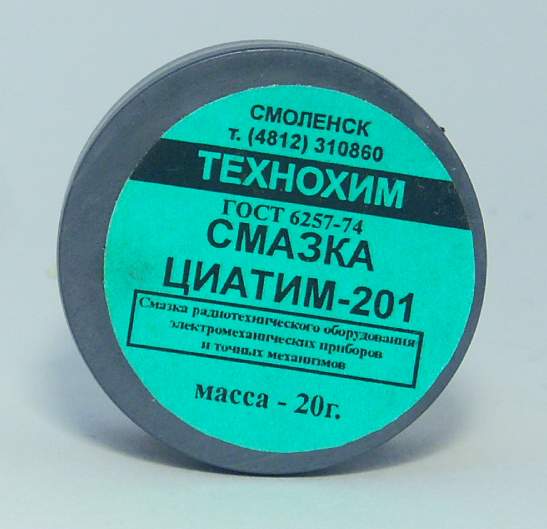 СМОЛЕНСК
т. (4812) 310860
ТЕХНОХИМ
ГОСТ 6257-74
СМАЗКА
ЦИАТИМ-201
Смазка радиотехнического оборудования
электромеханических приборов
и точных механизмов
масса - 20г.